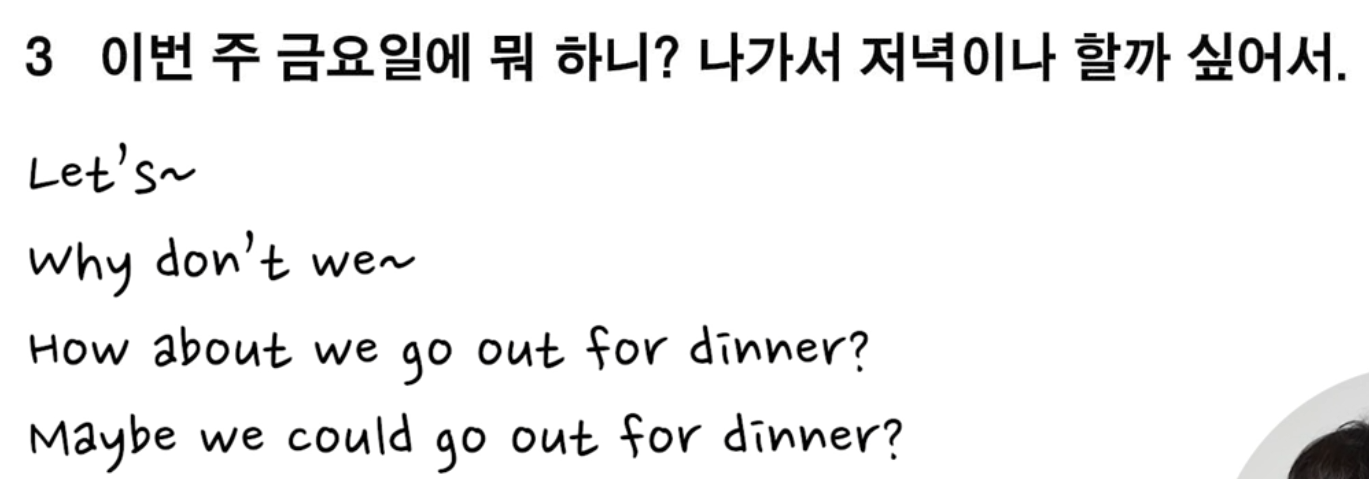 3 이번 주 금요일에 뭐 하니? 나가서 저녁이나 할까 싶어서.
Let's~
Why don't we~
How about we go out for dinner?
Maybe we could go out for dinner?